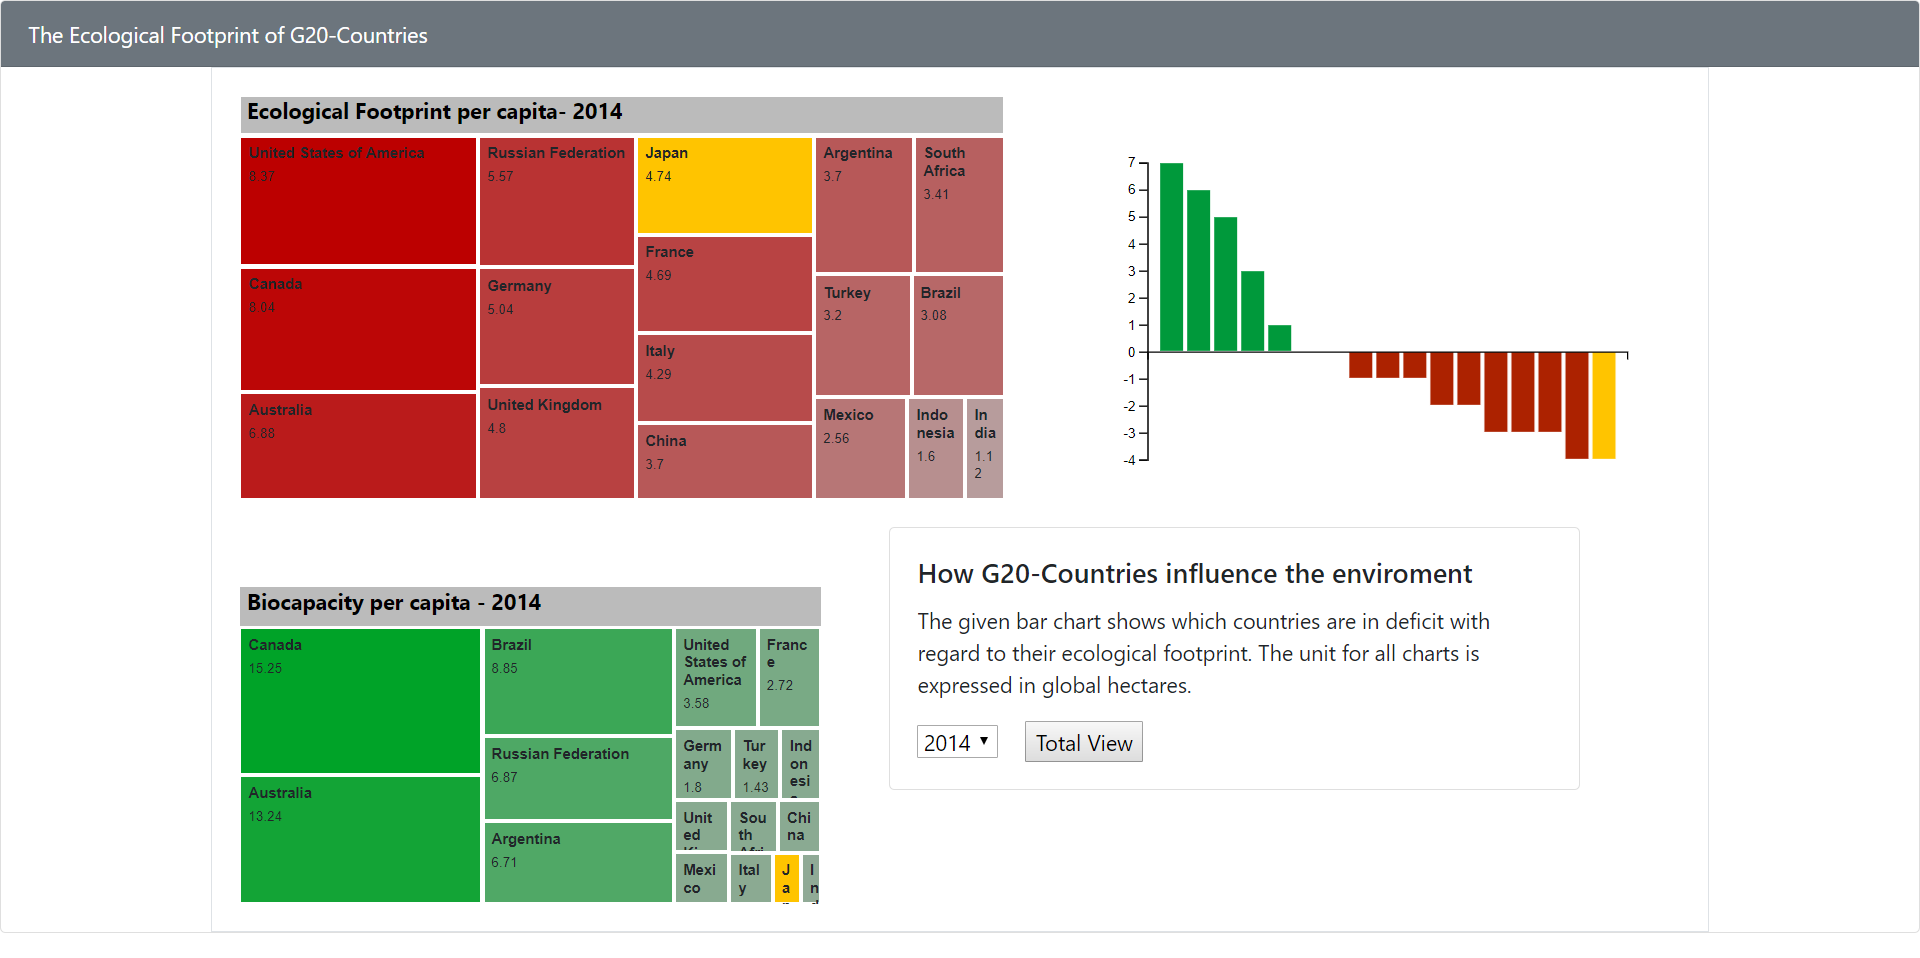 The Ecological Footprint of G20-Countries
Ecological Footprint per capita- 2014
United States of America
8.37
Canada
8.04
Australia
6.88
Russian Federation
5.57
Germany
5.04
United Kingdom
4.8
Japan
4.74
France
4.69
Italy
4.29
China
3.7
Argentina
3.7
South
Africa
3.41
Turkey
3.2
Brazil
3.08
Mexico
2.56
Indo
nesia
1.6
In
dia
1.1
2
7
6
5
4
3
2
1
0
-1
-2
-3
-4
Biocapacity per capita - 2014
Canada
15.25
Australia
13.24
Brazil
8.85
Russian Federation
6.87
Argentina
6.71
United
States of
America
3.58
Franc
e
2.72
Germ
any
1.8
Tur
key
1.43
Ind
on
esi
Unit
ed
Sou
th
Chi
na
Mexi
co
Ital
y
J
a
I
n
How G20-Countries influence the enviroment
The given bar chart shows which countries are in deficit with
regard to their ecological footprint. The unit for all charts is
expressed in global hectares.
2014
Total View